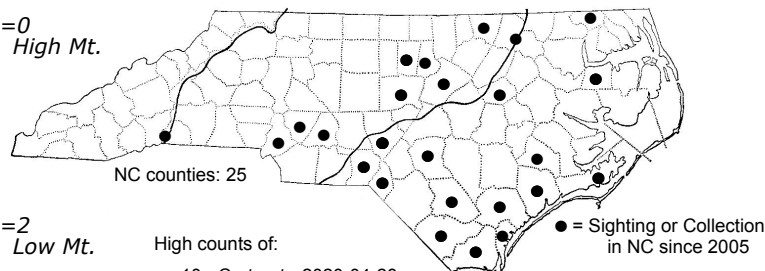 =0
High Mt.
NC counties: 25
=2
Low Mt.
High counts of:
● = Sighting or Collection
in NC since 2005